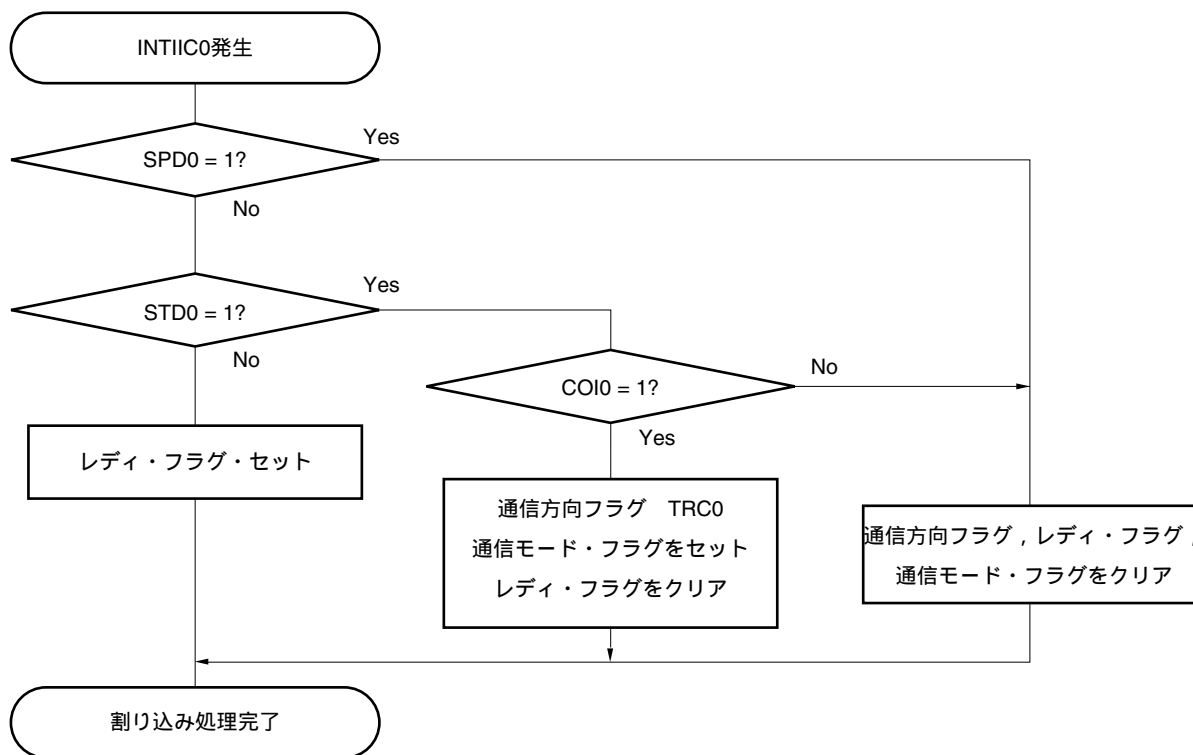 INTIIC0発生
SPD0 = 1?
Yes
No
STD0 = 1?
Yes
No
COI0 = 1?
No
Yes
レディ・フラグ・セット
通信方向フラグ　TRC0
通信モード・フラグをセット
レディ・フラグをクリア
通信方向フラグ，レディ・フラグ，
通信モード・フラグをクリア
割り込み処理完了